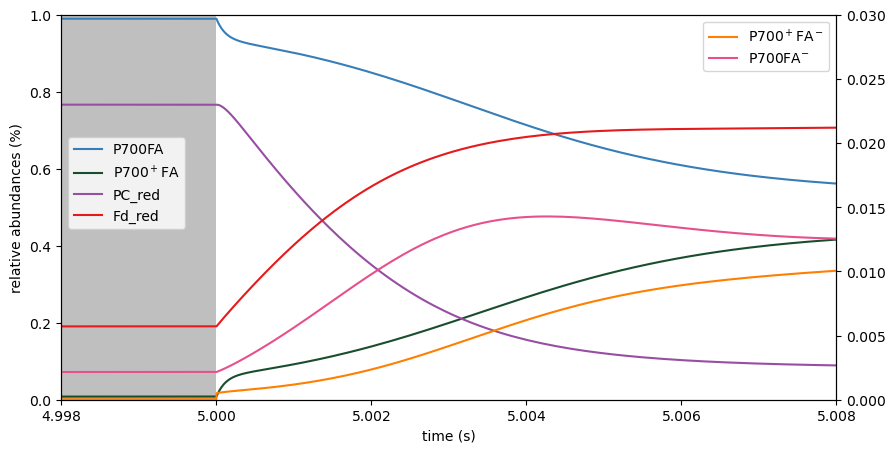 1.0
0.8
0.6
0.4
0.2
0.0
relative abundances (%)
P700FA
P700⁺FA
PC_red
Fd_red
P700⁺FA⁻
P700FA⁻
0.030
0.025
0.020
0.015
0.010
0.005
0.000
4.998
5.000
5.002
5.004
5.006
5.008
time (s)